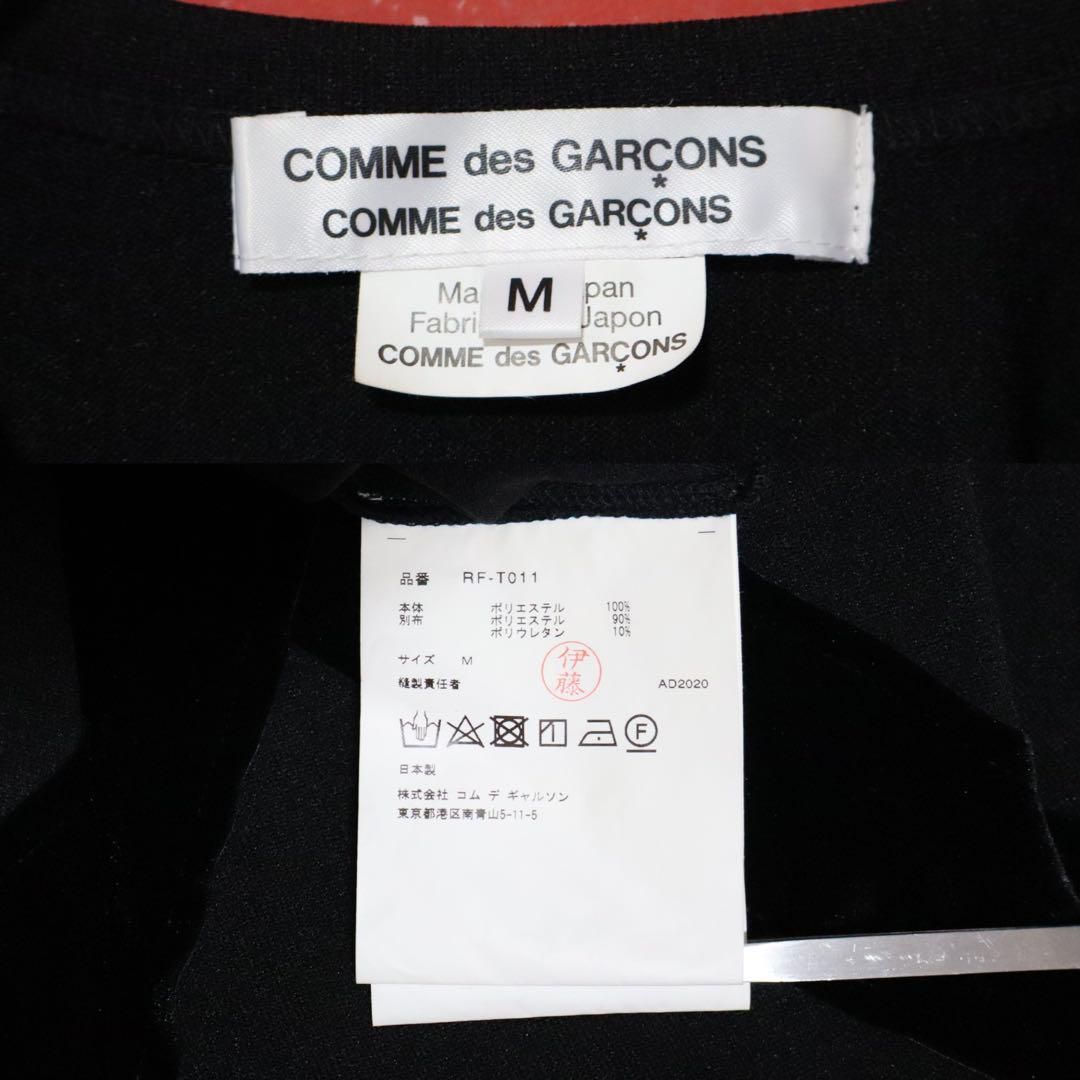 COMME des GARÇONS
COMME des GARÇONS
M
Ma pan
Fabri Japon
COMME des GARÇONS
品番 RF-T011
本体 ポリエステル 100%
別布 ポリエステル 90%
ポリウレタン 10%
サイズ M
縫製責任者 伊藤 AD2020
F
日本製
株式会社 コム デ ギャルソン
東京都港区南青山5-11-5